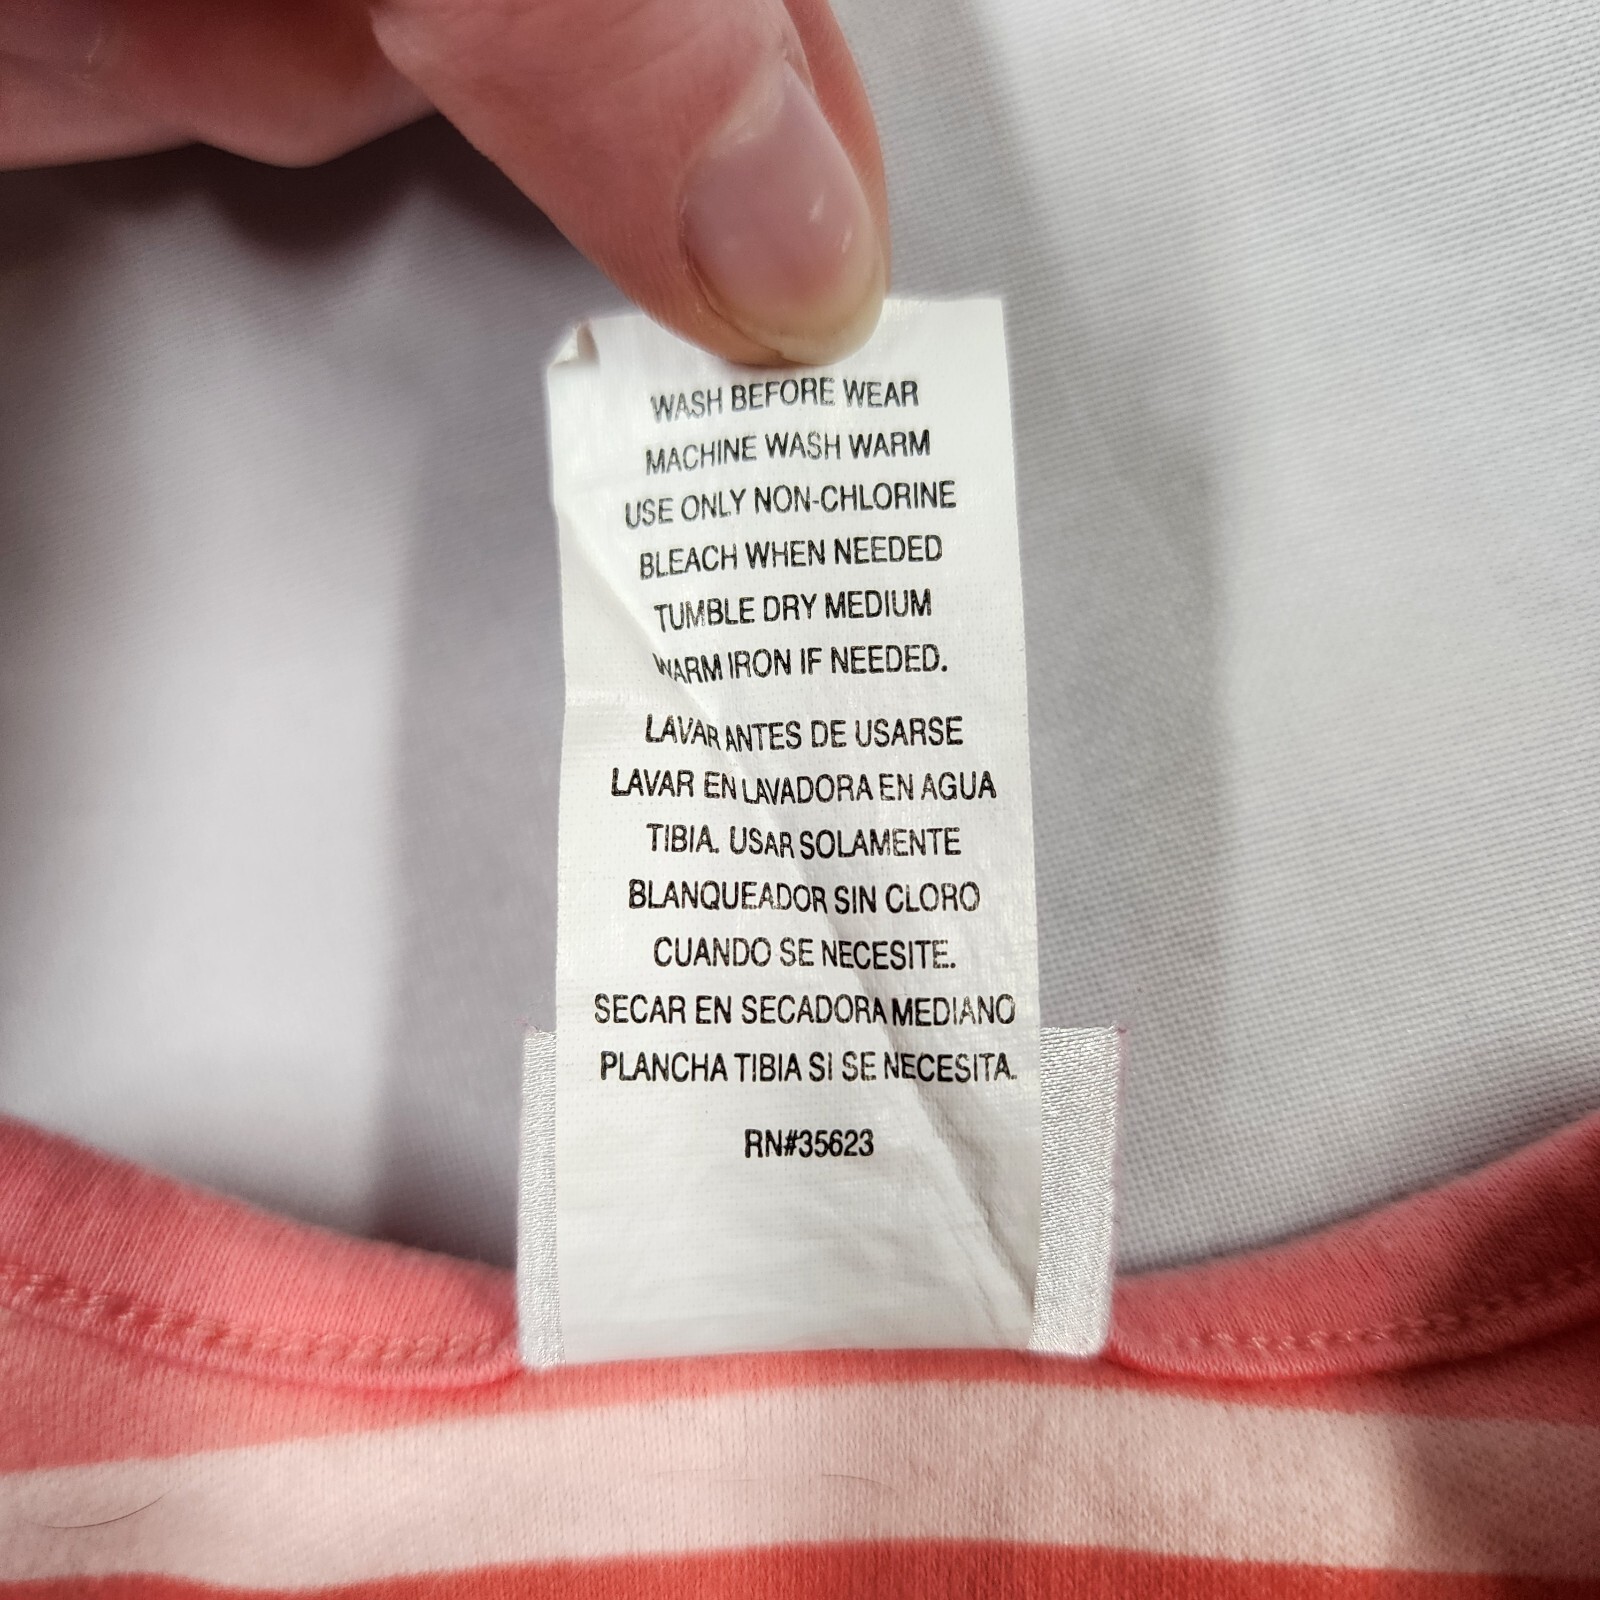 WASH BEFORE WEAR
MACHINE WASH WARM
USE ONLY NON-CHLORINE
BLEACH WHEN NEEDED
TUMBLE DRY MEDIUM
WARM IRON IF NEEDED.
LAVAR ANTES DE USARSE
LAVAR EN LAVADORA EN AGUA
TIBIA. USAR SOLAMENTE
BLANQUEADOR SIN CLORO
CUANDO SE NECESITE.
SECAR EN SECADORA MEDIANO
PLANCHA TIBIA SI SE NECESITA.
RN#35623